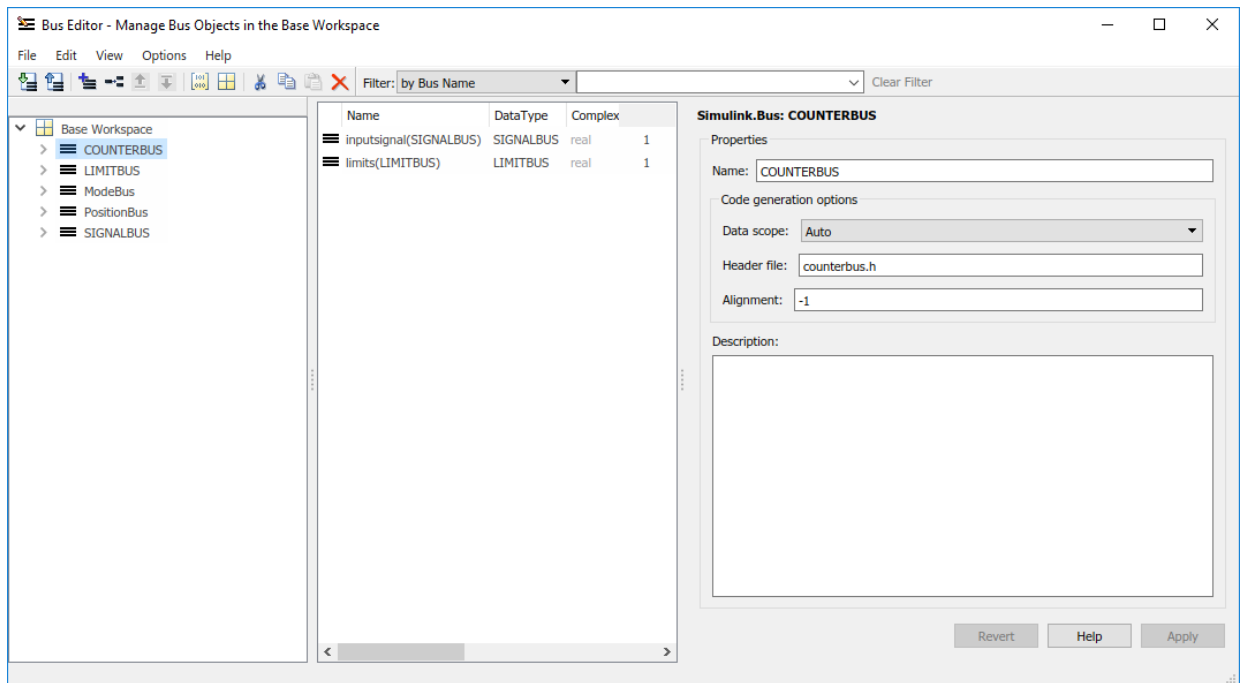 Bus Editor - Manage Bus Objects in the Base Workspace
File Edit View Options Help
Filter: by Bus Name Clear Filter
Base Workspace
COUNTERBUS
LIMITBUS
ModeBus
PositionBus
SIGNALBUS
Name DataType Complex
inputsignal(SIGNALBUS) SIGNALBUS real 1
limits(LIMITBUS) LIMITBUS real 1
Simulink.Bus: COUNTERBUS
Properties
Name: COUNTERBUS
Code generation options
Data scope: Auto
Header file: counterbus.h
Alignment: -1
Description:
Revert Help Apply